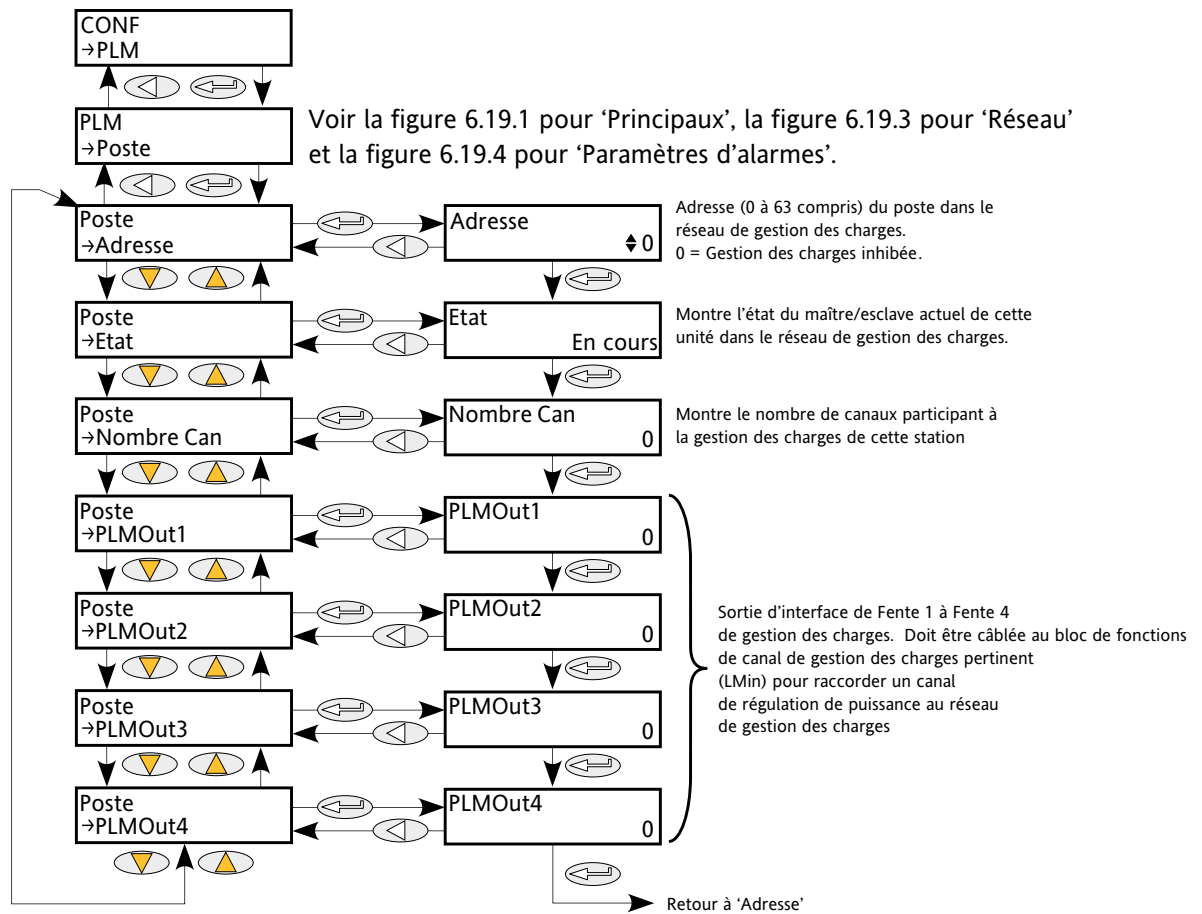 CONF
→PLM
PLM
→Poste
Voir la figure 6.19.1 pour ‘Principaux’, la figure 6.19.3 pour ‘Réseau’
et la figure 6.19.4 pour ‘Paramètres d'alarmes’.
Poste
→Adresse
Adresse
0
Adresse (0 à 63 compris) du poste dans le
réseau de gestion des charges.
0 = Gestion des charges inhibée.
Poste
→Etat
Etat
En cours
Montre l’état du maître/esclave actuel de cette
unité dans le réseau de gestion des charges.
Poste
→Nombre Can
Nombre Can
0
Montre le nombre de canaux participant à
la gestion des charges de cette station
Poste
→PLMOut1
PLMOut1
0
Poste
→PLMOut2
PLMOut2
0
Sortie d’interface de Fente 1 à Fente 4
de gestion des charges. Doit être câblée au bloc de fonctions
de canal de gestion des charges pertinent
(LMin) pour raccorder un canal
de régulation de puissance au réseau
de gestion des charges
Poste
→PLMOut3
PLMOut3
0
Poste
→PLMOut4
PLMOut4
0
Retour à ‘Adresse’